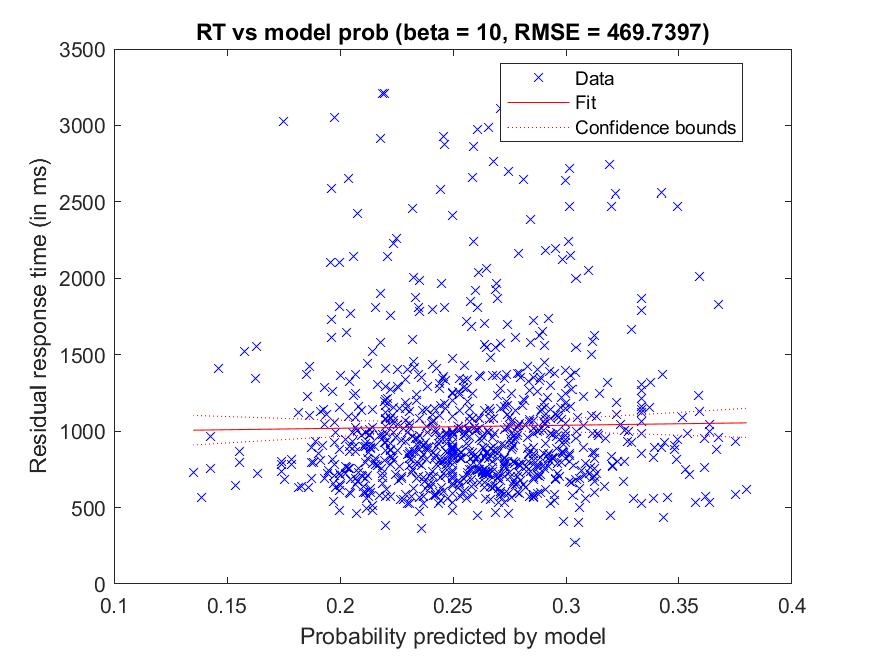 RT vs model prob (beta = 10, RMSE = 469.7397)
3500
3000
2500
2000
1500
1000
500
0
Residual response time (in ms)
Data
Fit
Confidence bounds
0.1 0.15 0.2 0.25 0.3 0.35 0.4
Probability predicted by model